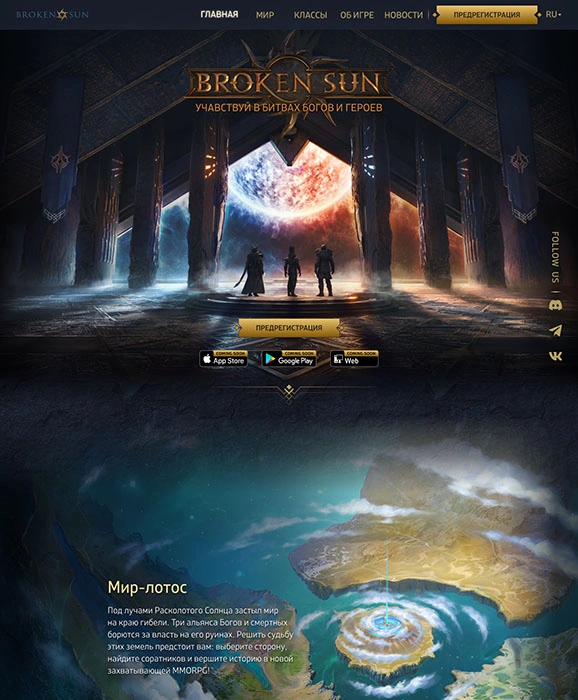 BROKEN SUN
ГЛАВНАЯ
МИР
КЛАССЫ
ОБ ИГРЕ
НОВОСТИ
ПРЕДРЕГИСТРАЦИЯ
RU
BROKEN SUN
УЧАВСТВУЙ В БИТВАХ БОГОВ И ГЕРОЕВ
FOLLOW US
ПРЕДРЕГИСТРАЦИЯ
COMING SOON
App Store
COMING SOON
Google Play
COMING SOON
Web
Мир-лотос
Под лучами Расколотого Солнца застыл мир
на краю гибели. Три альянса Богов и смертных
борются за власть на его руинах. Решить судьбу
этих земель предстоит вам: выберите сторону,
найдите соратников и вершите историю в новой
захватывающей MMORPG!